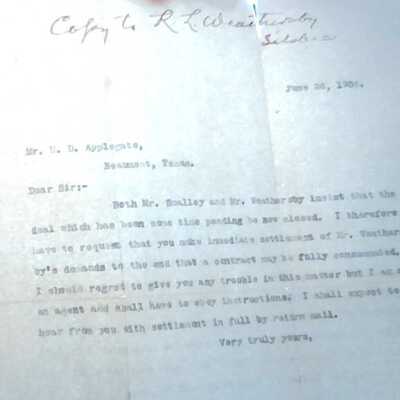 Copy to R L Weathersby
June 26,
Mr. U. D. Applegate,
Beaumont, Texas.
Dear Sir:-
Both Mr. and Mr. Weathersby insist that the
deal which has been some time pending be now closed. I therefore
have to request that you make immediate settlement of Mr. Weathers
by's demands to the end that a contract may be fully consummated.
I should regret to give you any trouble in this matter but I am
an agent and shall have to obey instructions. I shall expect to
hear from you with settlement in full by return mail.
Very truly yours,